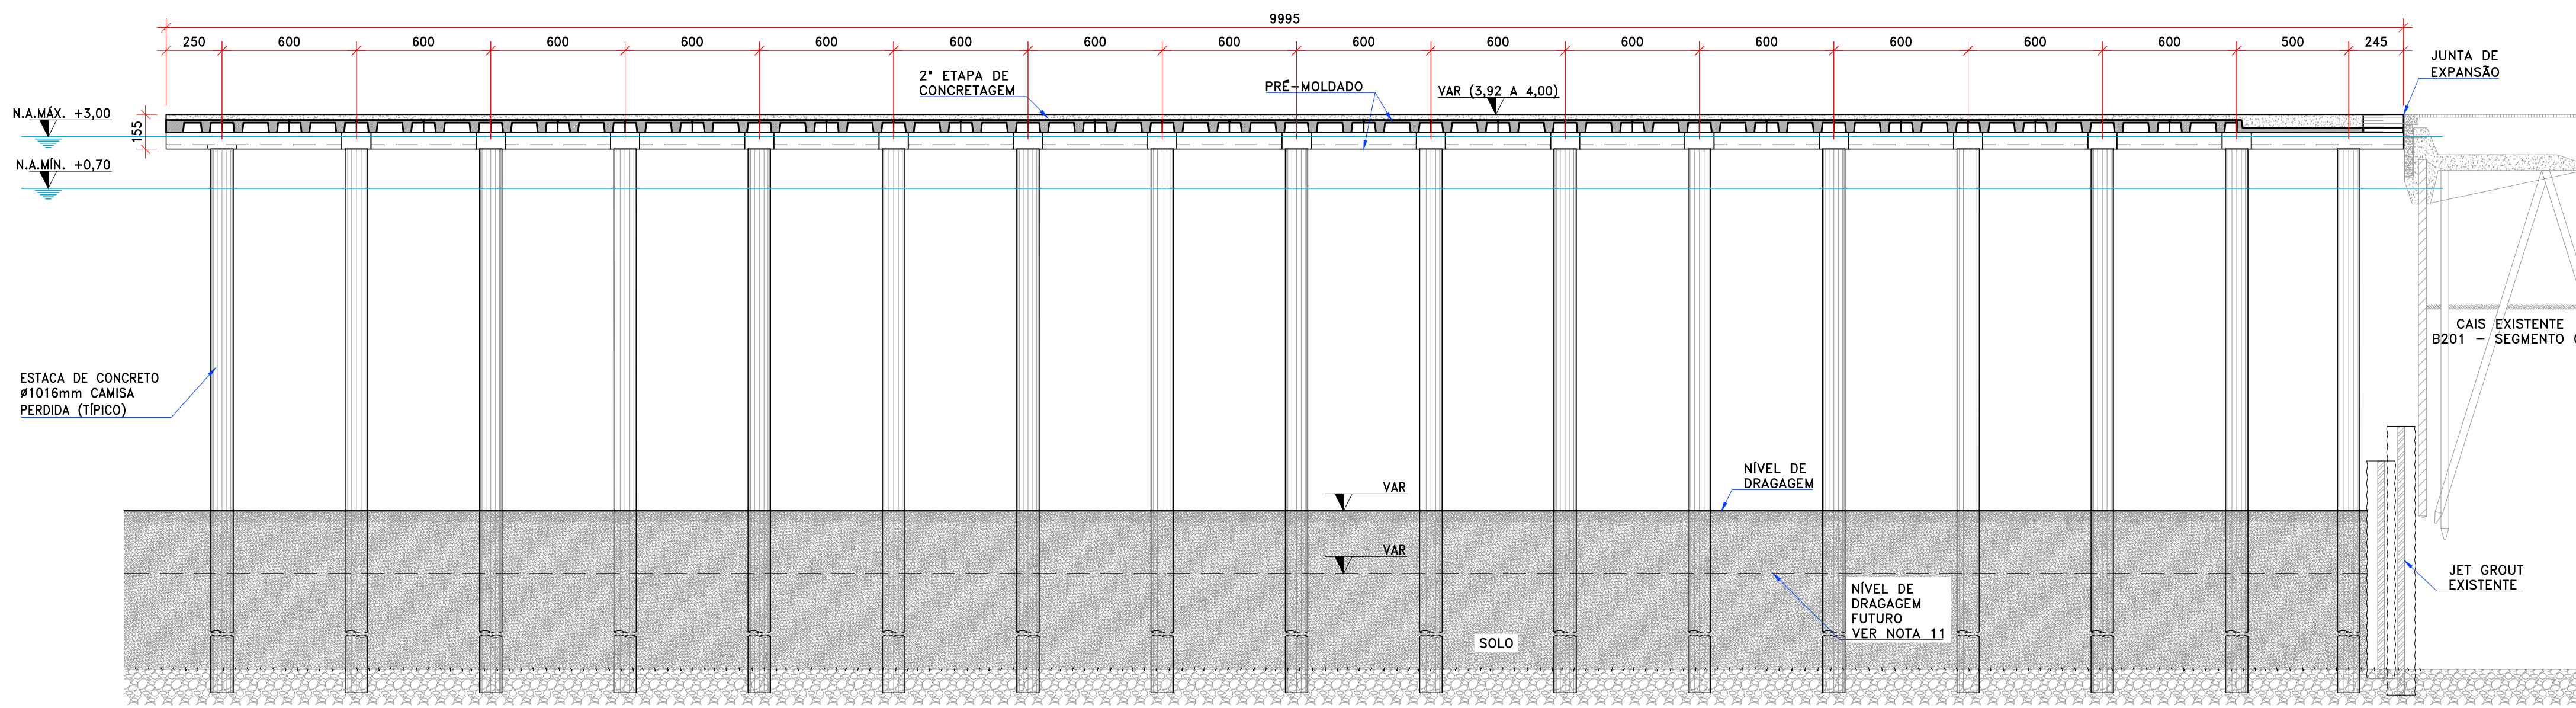 9995
250 600 600 600 600 600 600 600 600 600 600 600 600 600 600 600 500 245
JUNTA DE
EXPANSÃO
2ª ETAPA DE
CONCRETAGEM
PRÉ-MOLDADO
VAR (3,92 A 4,00)
N.A.MÁX. +3,00
155
N.A.MÍN. +0,70
CAIS EXISTENTE
B201 - SEGMENTO
ESTACA DE CONCRETO
Ø1016mm CAMISA
PERDIDA (TÍPICO)
NÍVEL DE
DRAGAGEM
VAR
VAR
NÍVEL DE
DRAGAGEM
FUTURO
VER NOTA 11
SOLO
JET GROUT
EXISTENTE